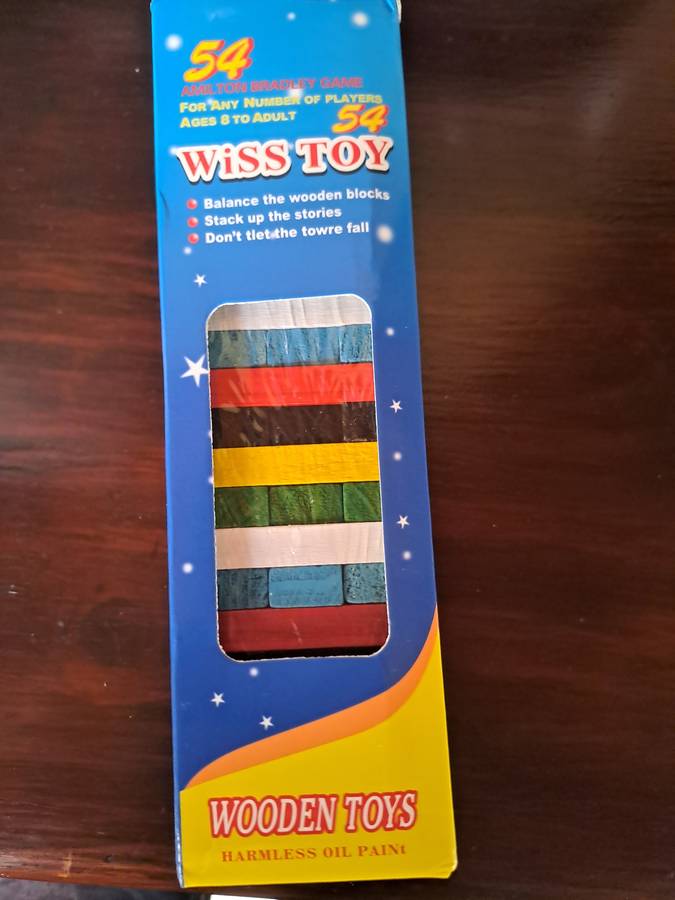 54
AMILTON BRADLEY GAME
FOR ANY NUMBER OF PLAYERS
AGES 8 TO ADULT
54
WiSS TOY
Balance the wooden blocks
Stack up the stories
Don't tlet the towre fall
WOODEN TOYS
HARMLESS OIL PAINt